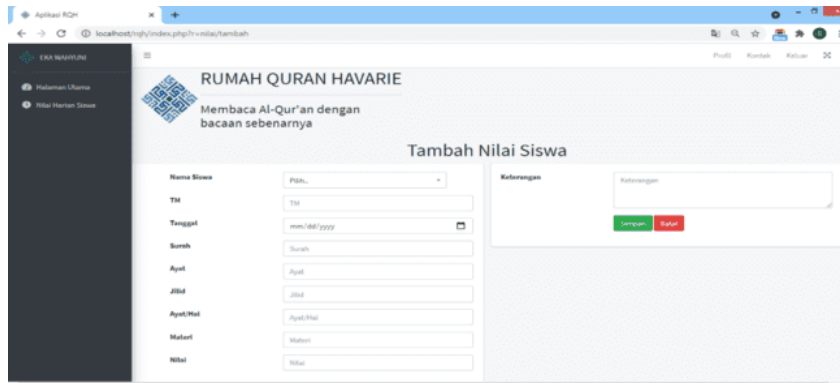 Aplikasi RQH
localhost/rqh/index.php?r=nilai/tambah
EKA WAHYUNI
Profil Kontak Keluar
Halaman Utama
Nilai Harian Siswa
RUMAH QURAN HAVARIE
Membaca Al-Qur'an dengan
bacaan sebenarnya
Tambah Nilai Siswa
Nama Siswa Pilih...
TM TM
Tanggal mm/dd/yyyy
Surah Surah
Ayat Ayat
Jilid Jilid
Ayat/Hal Ayat/Hal
Materi Materi
Nilai Nilai
Keterangan Keterangan
Simpan Batal